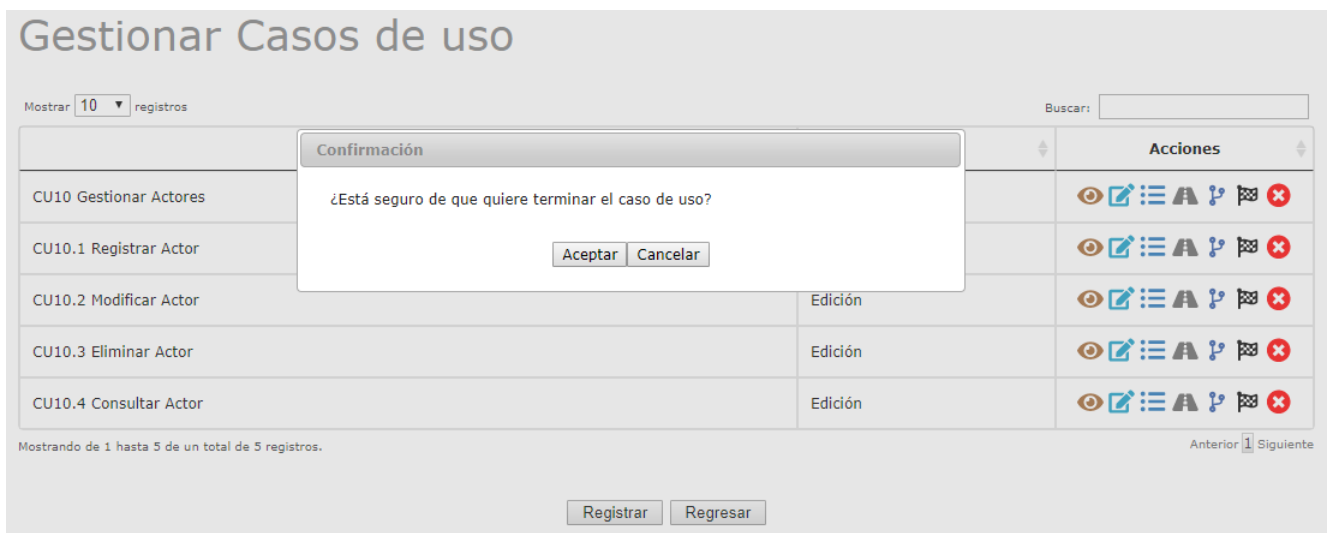 Gestionar Casos de uso
Mostrar 10 registros
Buscar:
Acciones
Confirmación
¿Está seguro de que quiere terminar el caso de uso?
Aceptar Cancelar
CU10 Gestionar Actores
CU10.1 Registrar Actor
CU10.2 Modificar Actor Edición
CU10.3 Eliminar Actor Edición
CU10.4 Consultar Actor Edición
Mostrando de 1 hasta 5 de un total de 5 registros.
Anterior 1 Siguiente
Registrar Regresar